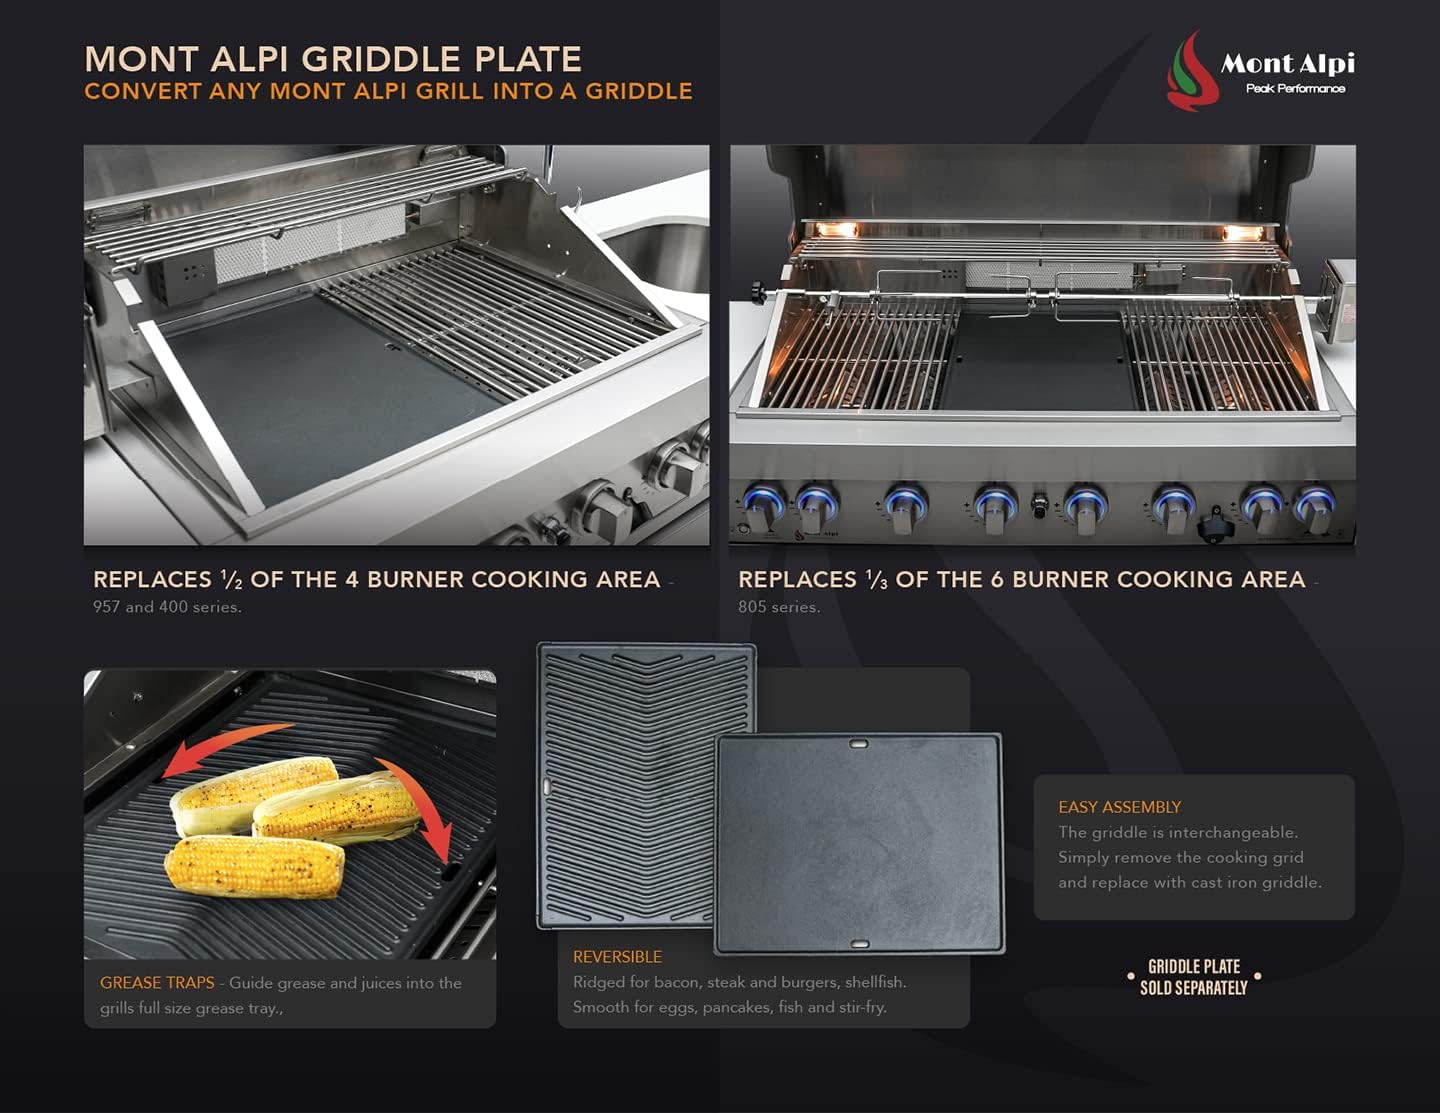 MONT ALPI GRIDDLE PLATE
CONVERT ANY MONT ALPI GRILL INTO A GRIDDLE
Mont Alpi
Peak Performance
REPLACES 1/2 OF THE 4 BURNER COOKING AREA -
957 and 400 series.
REPLACES 1/3 OF THE 6 BURNER COOKING AREA -
805 series.
Mont Alpi
GREASE TRAPS - Guide grease and juices into the
grills full size grease tray.,
REVERSIBLE
Ridged for bacon, steak and burgers, shellfish.
Smooth for eggs, pancakes, fish and stir-fry.
EASY ASSEMBLY
The griddle is interchangeable.
Simply remove the cooking grid
and replace with cast iron griddle.
• GRIDDLE PLATE •
SOLD SEPARATELY